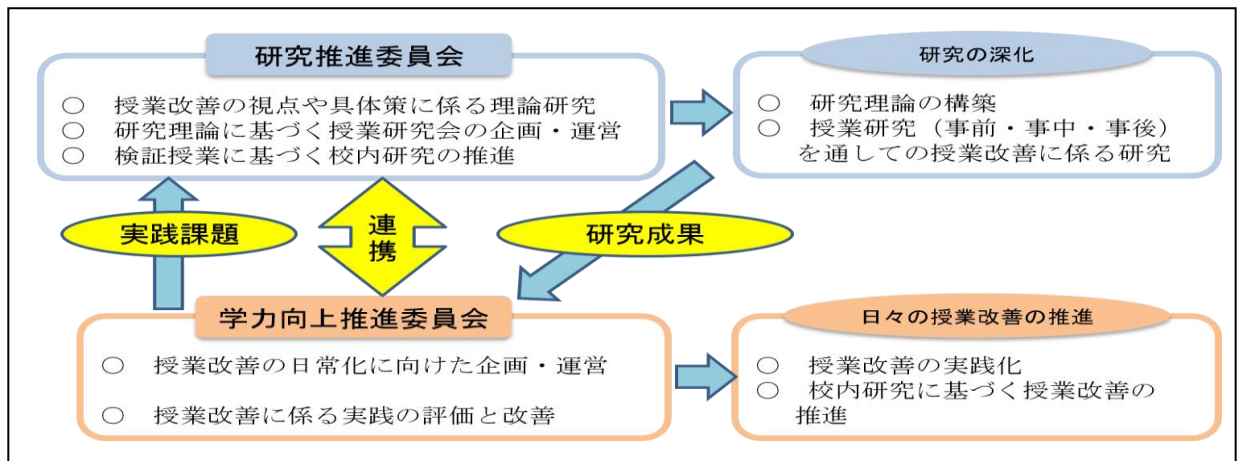 研究推進委員会
○ 授業改善の視点や具体策に係る理論研究
○ 研究理論に基づく授業研究会の企画・運営
○ 検証授業に基づく校内研究の推進
研究の深化
○ 研究理論の構築
○ 授業研究（事前・事中・事後）
を通しての授業改善に係る研究
実践課題
連
携
研究成果
学力向上推進委員会
○ 授業改善の日常化に向けた企画・運営
○ 授業改善に係る実践の評価と改善
日々の授業改善の推進
○ 授業改善の実践化
○ 校内研究に基づく授業改善の
推進